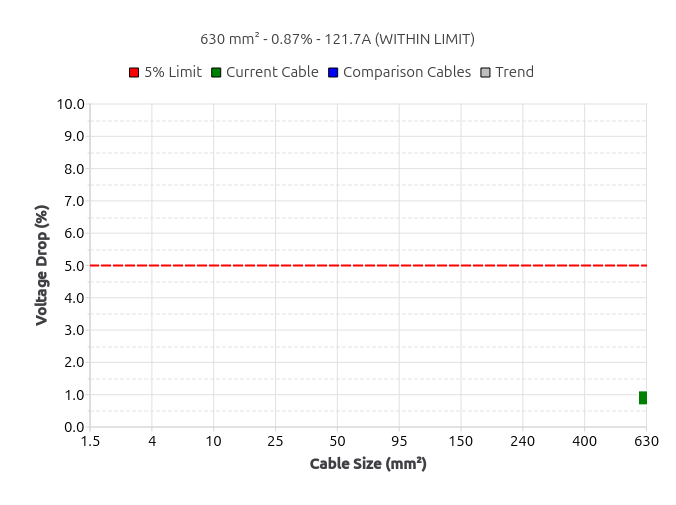 630 mm² - 0.87% - 121.7A (WITHIN LIMIT)
5% Limit Current Cable Comparison Cables Trend
10.0
9.0
8.0
7.0
6.0
5.0
4.0
3.0
2.0
1.0
0.0
Voltage Drop (%)
1.5 4 10 25 50 95 150 240 400 630
Cable Size (mm²)